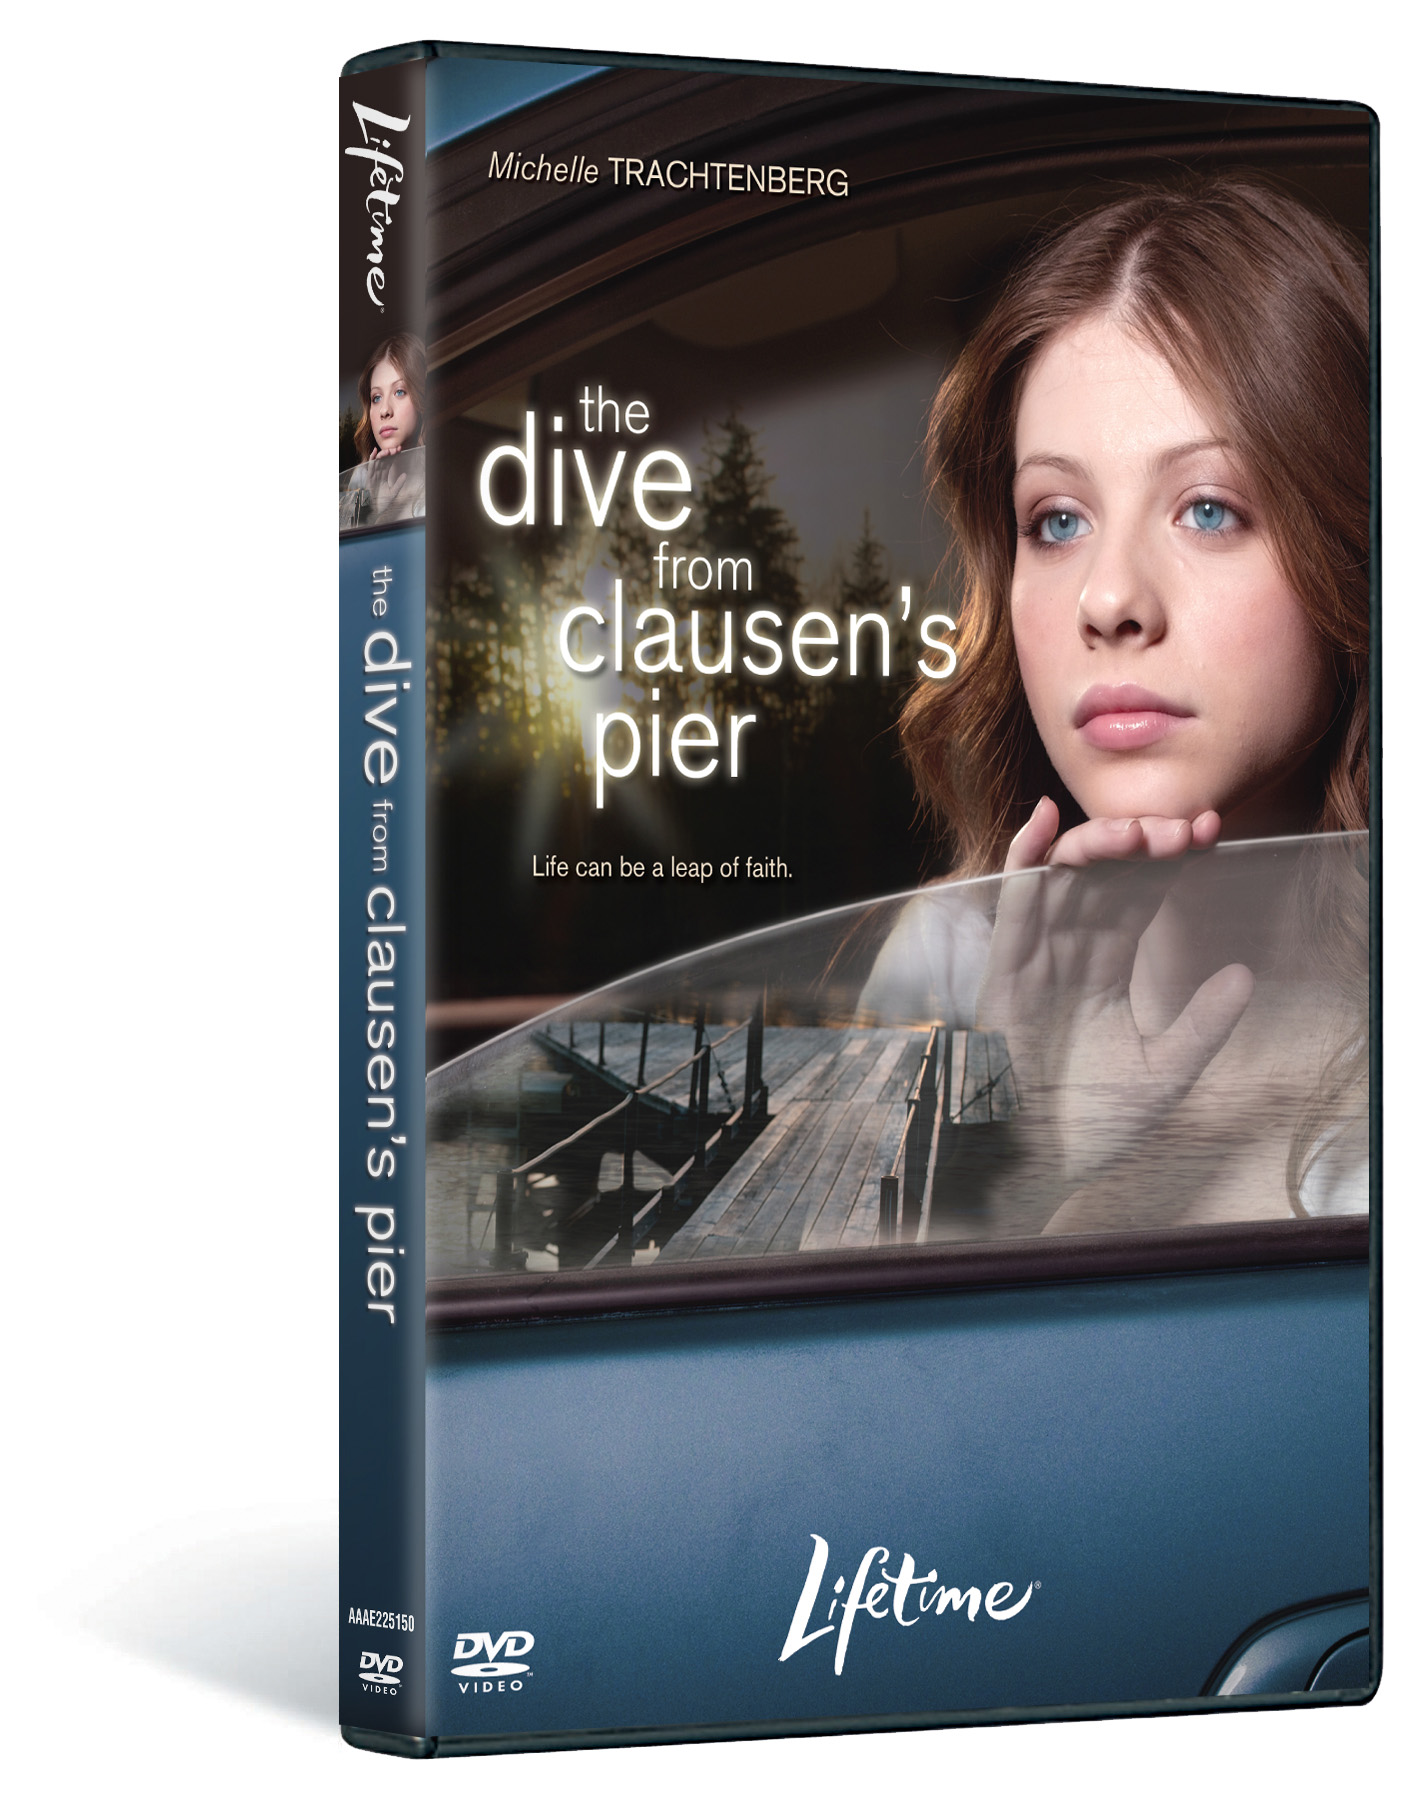 Lifetime®
the dive from clausen's pier
AAAE225150
DVD
VIDEO
Michelle TRACHTENBERG
the
dive
from
clausen's
pier
Life can be a leap of faith.
Lifetime®
DVD™
VIDEO